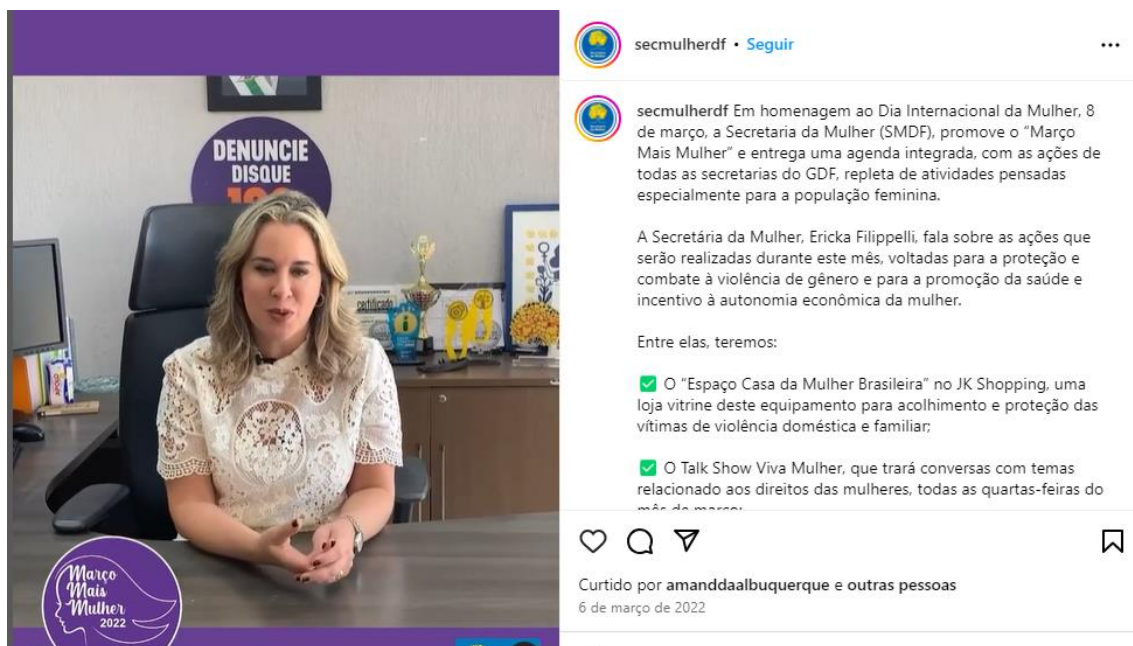 DENUNCIE
DISQUE
certificado
Março
Mais
Mulher
2022
secmulherdf • Seguir
secmulherdf Em homenagem ao Dia Internacional da Mulher, 8
de março, a Secretaria da Mulher (SMDF), promove o “Março
Mais Mulher” e entrega uma agenda integrada, com as ações de
todas as secretarias do GDF, repleta de atividades pensadas
especialmente para a população feminina.
A Secretária da Mulher, Ericka Filippelli, fala sobre as ações que
serão realizadas durante este mês, voltadas para a proteção e
combate à violência de gênero e para a promoção da saúde e
incentivo à autonomia econômica da mulher.
Entre elas, teremos:
✅ O “Espaço Casa da Mulher Brasileira” no JK Shopping, uma
loja vitrine deste equipamento para acolhimento e proteção das
vítimas de violência doméstica e familiar;
✅ O Talk Show Viva Mulher, que trará conversas com temas
relacionado aos direitos das mulheres, todas as quartas-feiras do
mês de março;
Curtido por amanddaalbuquerque e outras pessoas
6 de março de 2022